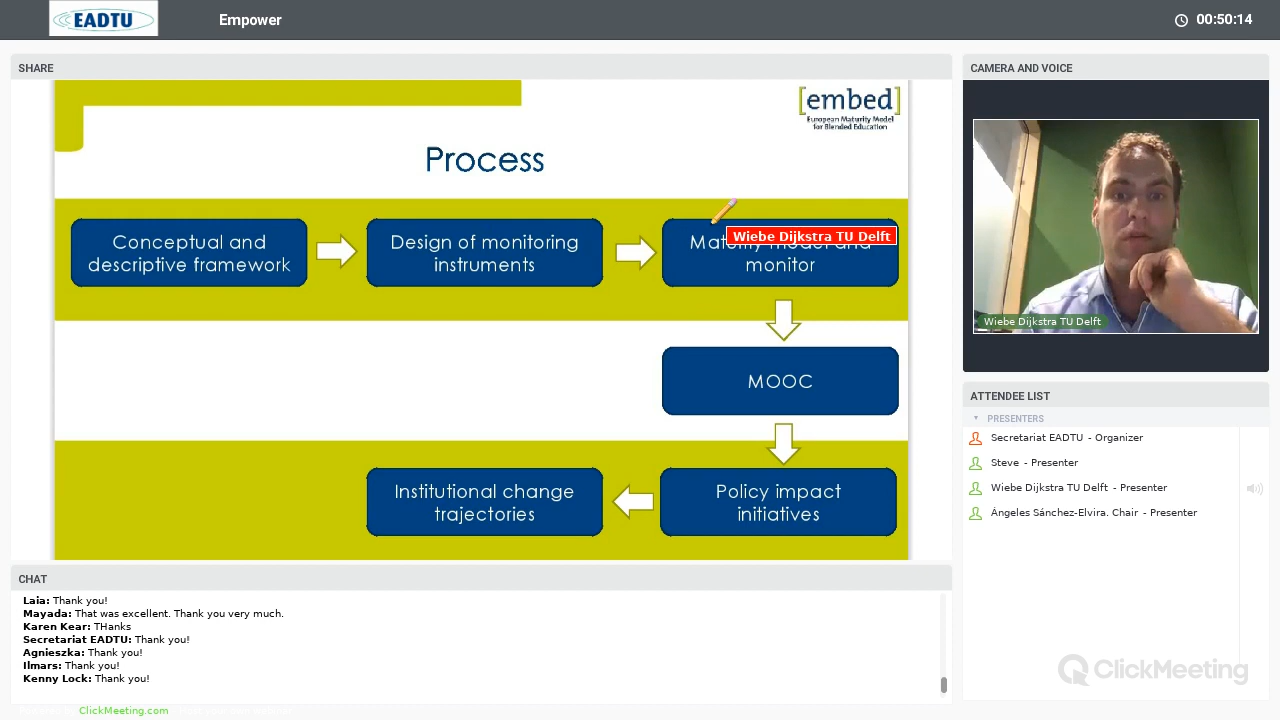 EADTU
Empower
00:50:14
SHARE
[embed]
European Maturity Model
for Blended Education
Process
Conceptual and
descriptive framework
Design of monitoring
instruments
Wiebe Dijkstra TU Delft
monitor
MOOC
Institutional change
trajectories
Policy impact
initiatives
CAMERA AND VOICE
Wiebe Dijkstra TU Delft
ATTENDEE LIST
PRESENTERS
Secretariat EADTU - Organizer
Steve - Presenter
Wiebe Dijkstra TU Delft - Presenter
Ángeles Sánchez-Elvira. Chair - Presenter
ClickMeeting
CHAT
Laia: Thank you!
Mayada: That was excellent. Thank you very much.
Karen Kear: THanks
Secretariat EADTU: Thank you!
Agnieszka: Thank you!
Ilmars: Thank you!
Kenny Lock: Thank you!
ClickMeeting.com